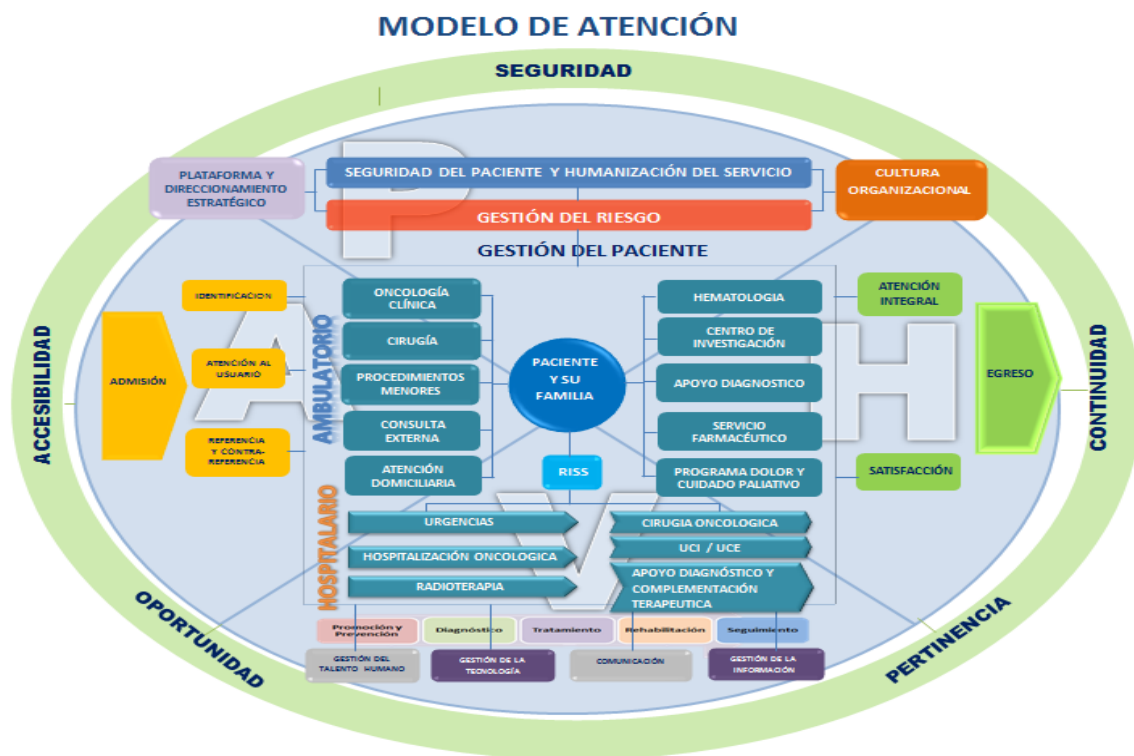 MODELO DE ATENCIÓN
SEGURIDAD
PLATAFORMA Y
DIRECCIONAMIENTO
ESTRATÉGICO
SEGURIDAD DEL PACIENTE Y HUMANIZACIÓN DEL SERVICIO
GESTIÓN DEL RIESGO
CULTURA
ORGANIZACIONAL
P
GESTIÓN DEL PACIENTE
ACCESIBILIDAD
ADMISIÓN
IDENTIFICACION
ATENCIÓN AL
USUARIO
REFERENCIA
Y CONTRA-
REFERENCIA
A
AMBULATORIO
ONCOLOGÍA
CLÍNICA
CIRUGÍA
PROCEDIMIENTOS
MENORES
CONSULTA
EXTERNA
ATENCIÓN
DOMICILIARIA
PACIENTE
Y SU
FAMILIA
RISS
HEMATOLOGIA
CENTRO DE
INVESTIGACIÓN
APOYO DIAGNOSTICO
SERVICIO
FARMACÉUTICO
PROGRAMA DOLOR Y
CUIDADO PALIATIVO
H
ATENCIÓN
INTEGRAL
EGRESO
SATISFACCIÓN
CONTINUIDAD
HOSPITALARIO
URGENCIAS
HOSPITALIZACIÓN ONCOLOGICA
RADIOTERAPIA
V
CIRUGIA ONCOLOGICA
UCI / UCE
APOYO DIAGNÓSTICO Y
COMPLEMENTACIÓN
TERAPEUTICA
OPORTUNIDAD
PERTINENCIA
Promoción y
Prevención
Diagnóstico
Tratamiento
Rehabilitación
Seguimiento
GESTIÓN DEL
TALENTO HUMANO
GESTIÓN DE LA
TECNOLOGÍA
COMUNICACIÓN
GESTIÓN DE LA
INFORMACIÓN